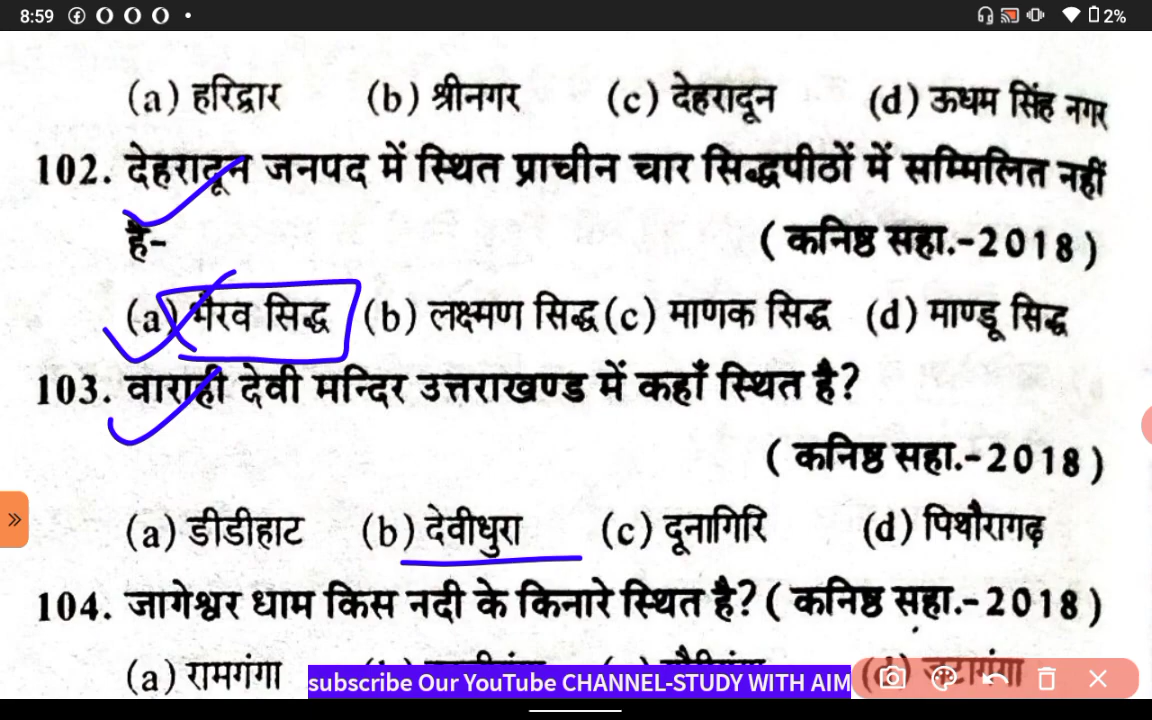 8:59 2%
(a) हरिद्वार (b) श्रीनगर (c) देहरादून (d) ऊधम सिंह नगर
102. देहरादून जनपद में स्थित प्राचीन चार सिद्धपीठों में सम्मिलित नहीं
है- ( कनिष्ठ सहा.-2018 )
(a) भैरव सिद्ध (b) लक्ष्मण सिद्ध (c) माणक सिद्ध (d) माण्डू सिद्ध
103. वाराही देवी मन्दिर उत्तराखण्ड में कहाँ स्थित है?
( कनिष्ठ सहा.-2018 )
(a) डीडीहाट (b) देवीधुरा (c) दूनागिरि (d) पिथौरागढ़
104. जागेश्वर धाम किस नदी के किनारे स्थित है? ( कनिष्ठ सहा.-2018 )
(a) रामगंगा (d) जटागंगा
subscribe Our YouTube CHANNEL-STUDY WITH AIM